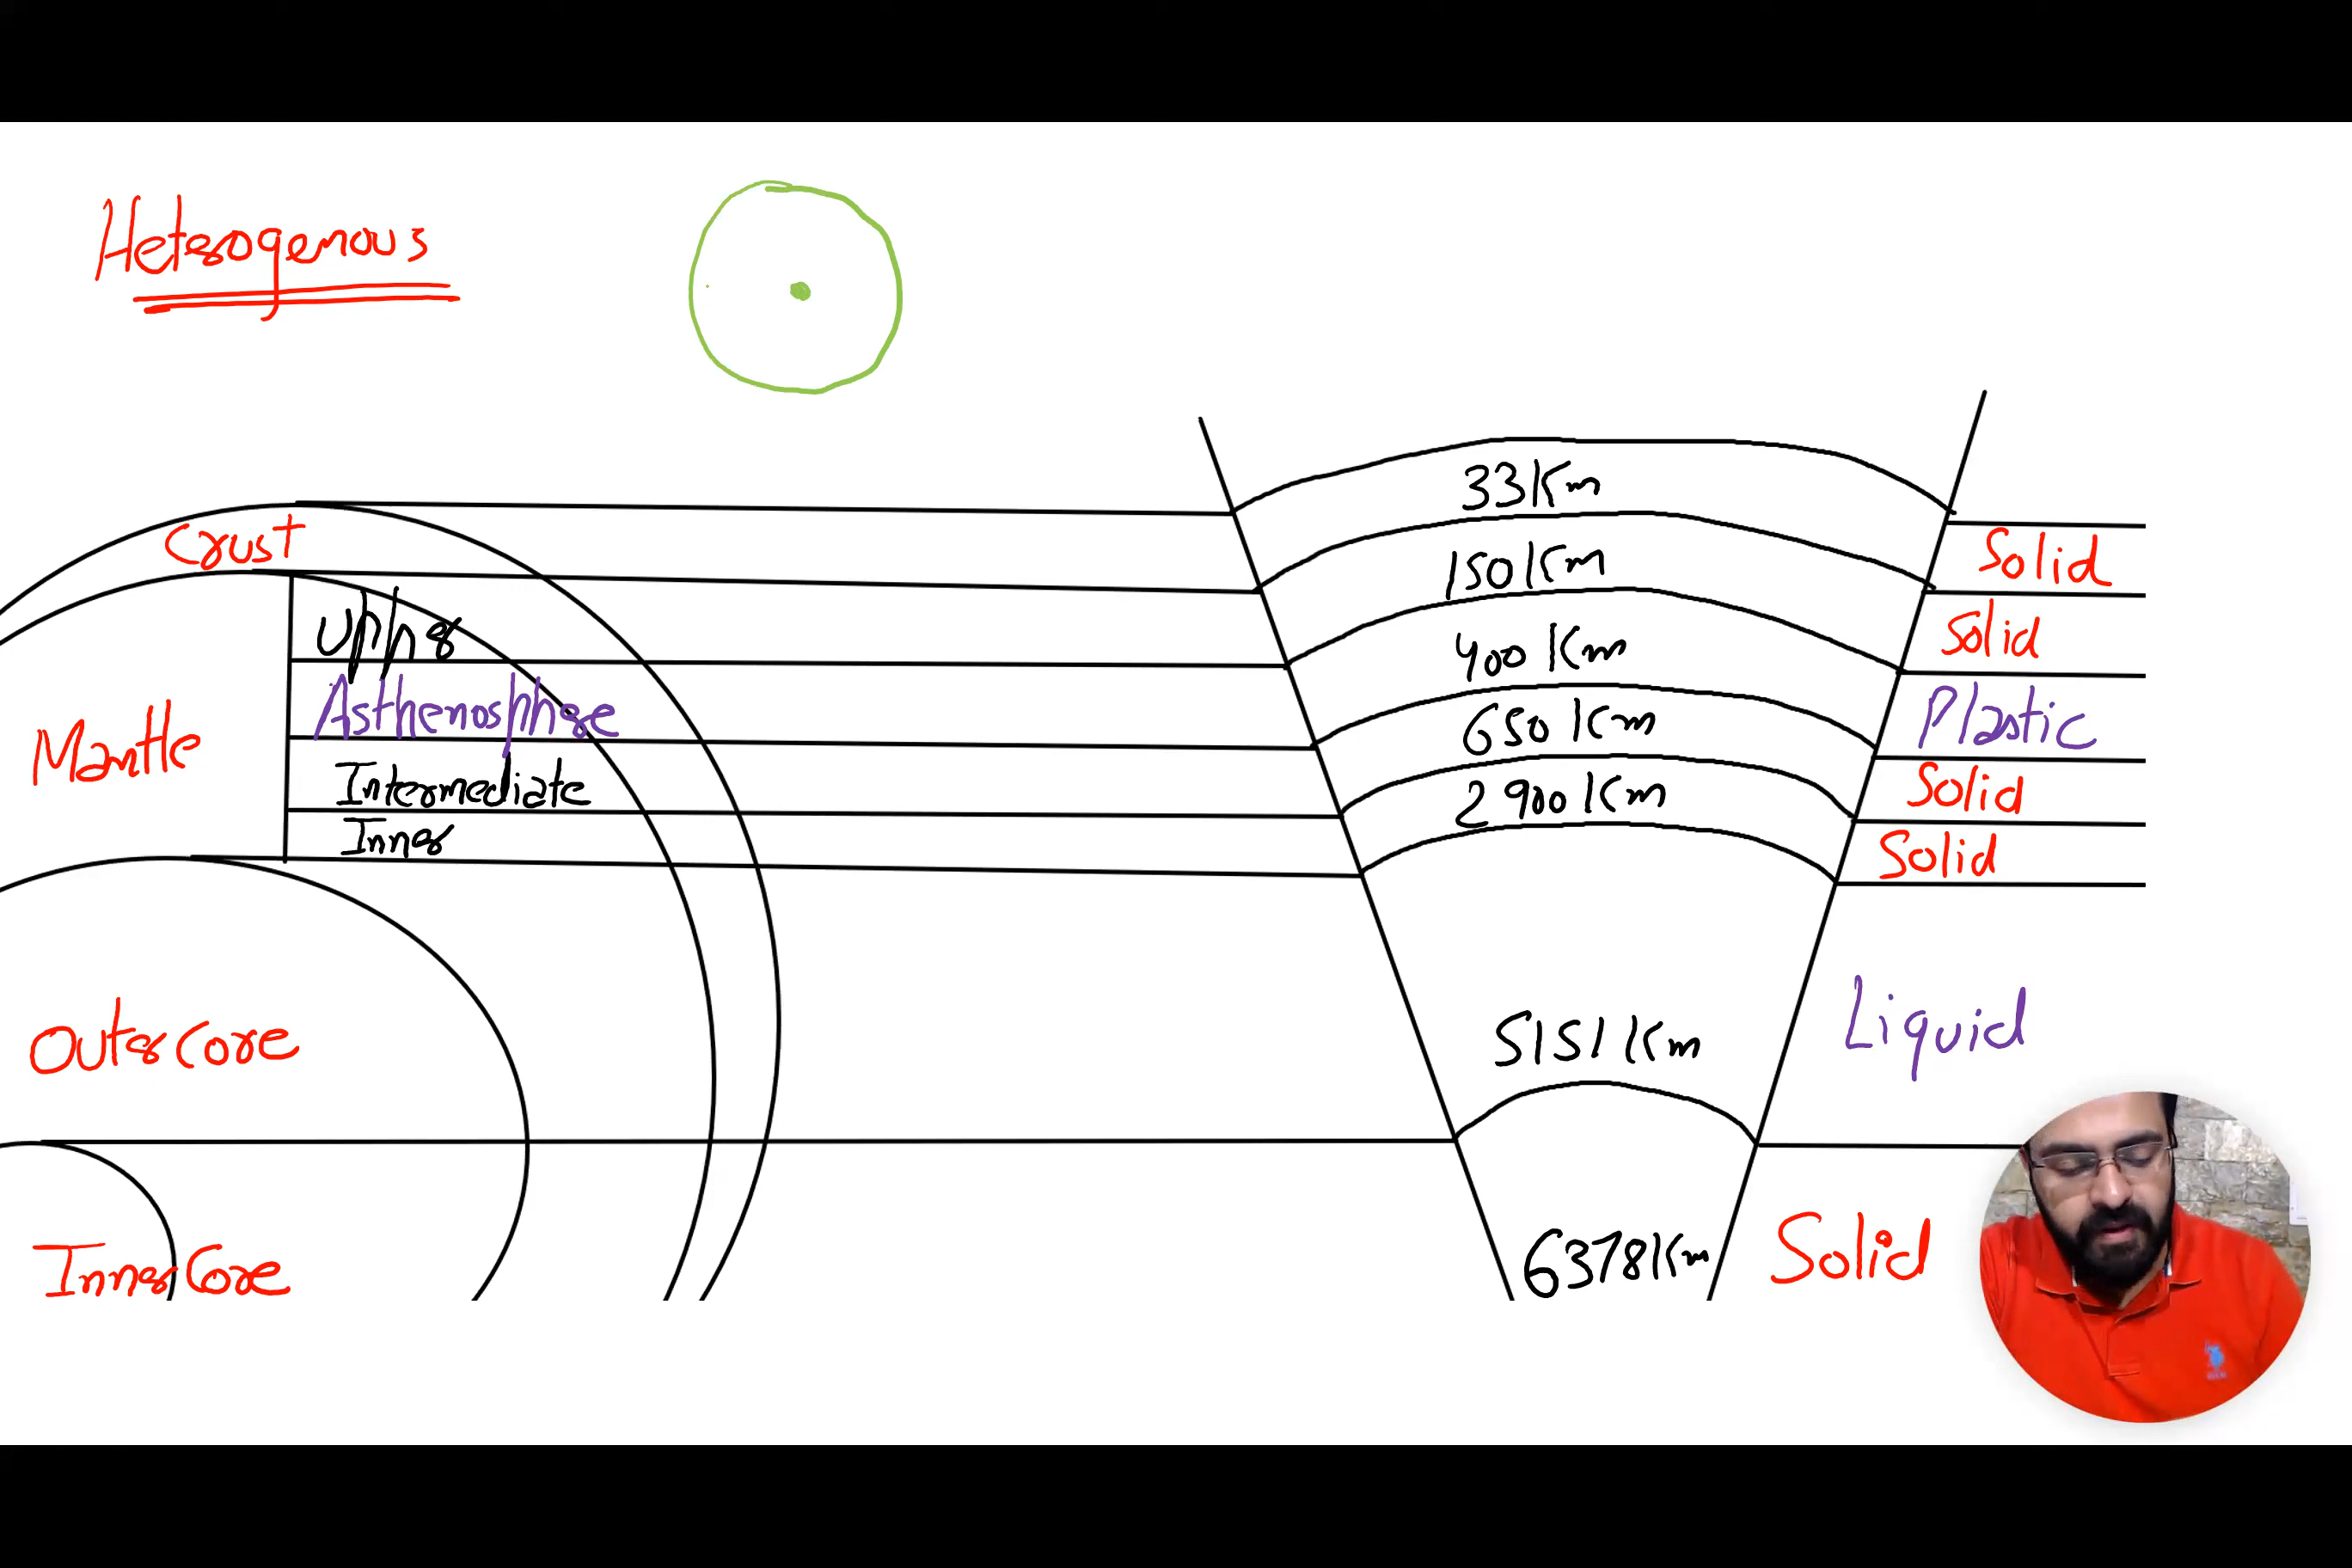 Heterogenous
33 Km
Crust
Solid
150 Km
Upper
Solid
400 Km
Mantle
Asthenosphere
Plastic
650 Km
Intermediate
Solid
2900 Km
Inner
Solid
Outer Core
5151 Km
Liquid
Inner Core
6378 Km
Solid